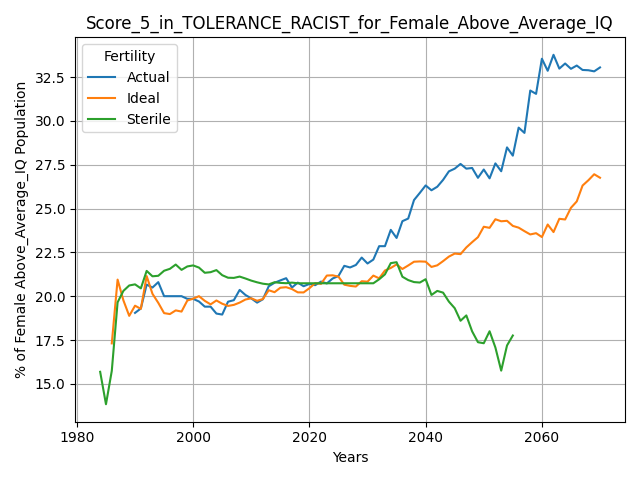 Score_5_in_TOLERANCE_RACIST_for_Female_Above_Average_IQ
Fertility
Actual
Ideal
Sterile
% of Female Above_Average_IQ Population
32.5
30.0
27.5
25.0
22.5
20.0
17.5
15.0
1980
2000
2020
2040
2060
Years